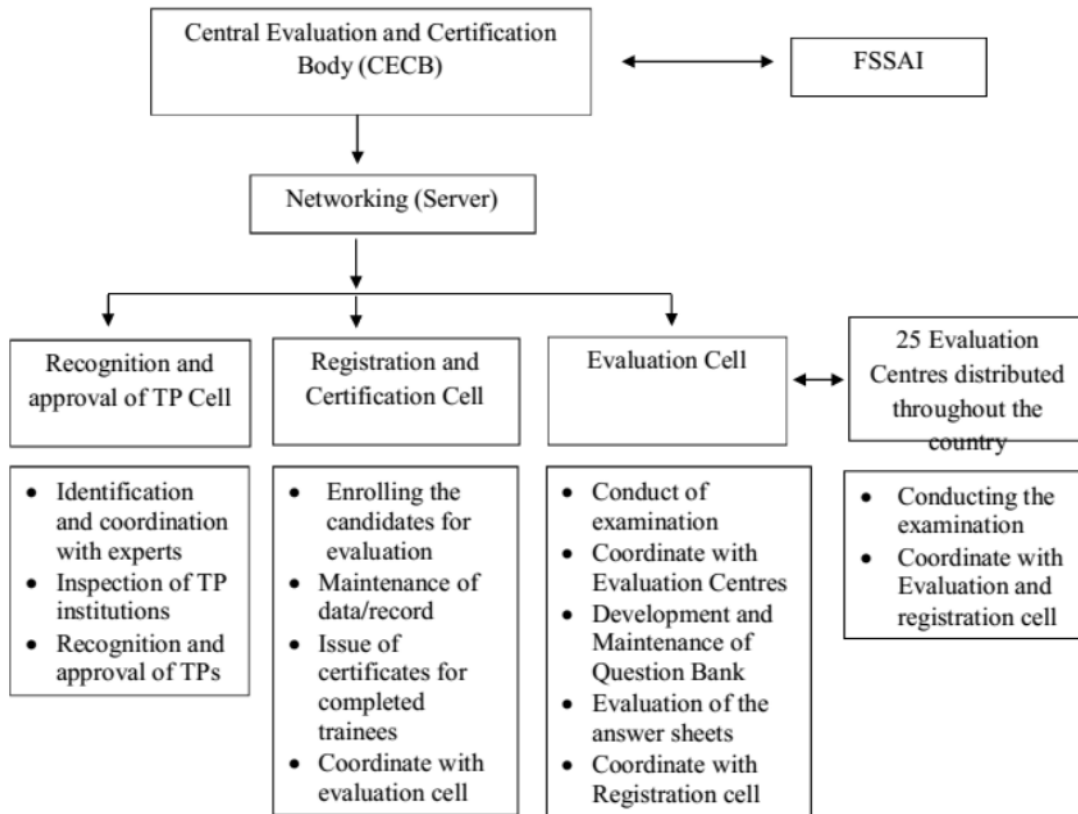 Central Evaluation and Certification
Body (CECB)
FSSAI
Networking (Server)
Recognition and
approval of TP Cell
Registration and
Certification Cell
Evaluation Cell
25 Evaluation
Centres distributed
throughout the
country
• Identification
and coordination
with experts
• Inspection of TP
institutions
• Recognition and
approval of TPs
• Enrolling the
candidates for
evaluation
• Maintenance of
data/record
• Issue of
certificates for
completed
trainees
• Coordinate with
evaluation cell
• Conduct of
examination
• Coordinate with
Evaluation Centres
• Development and
Maintenance of
Question Bank
• Evaluation of the
answer sheets
• Coordinate with
Registration cell
• Conducting the
examination
• Coordinate with
Evaluation and
registration cell